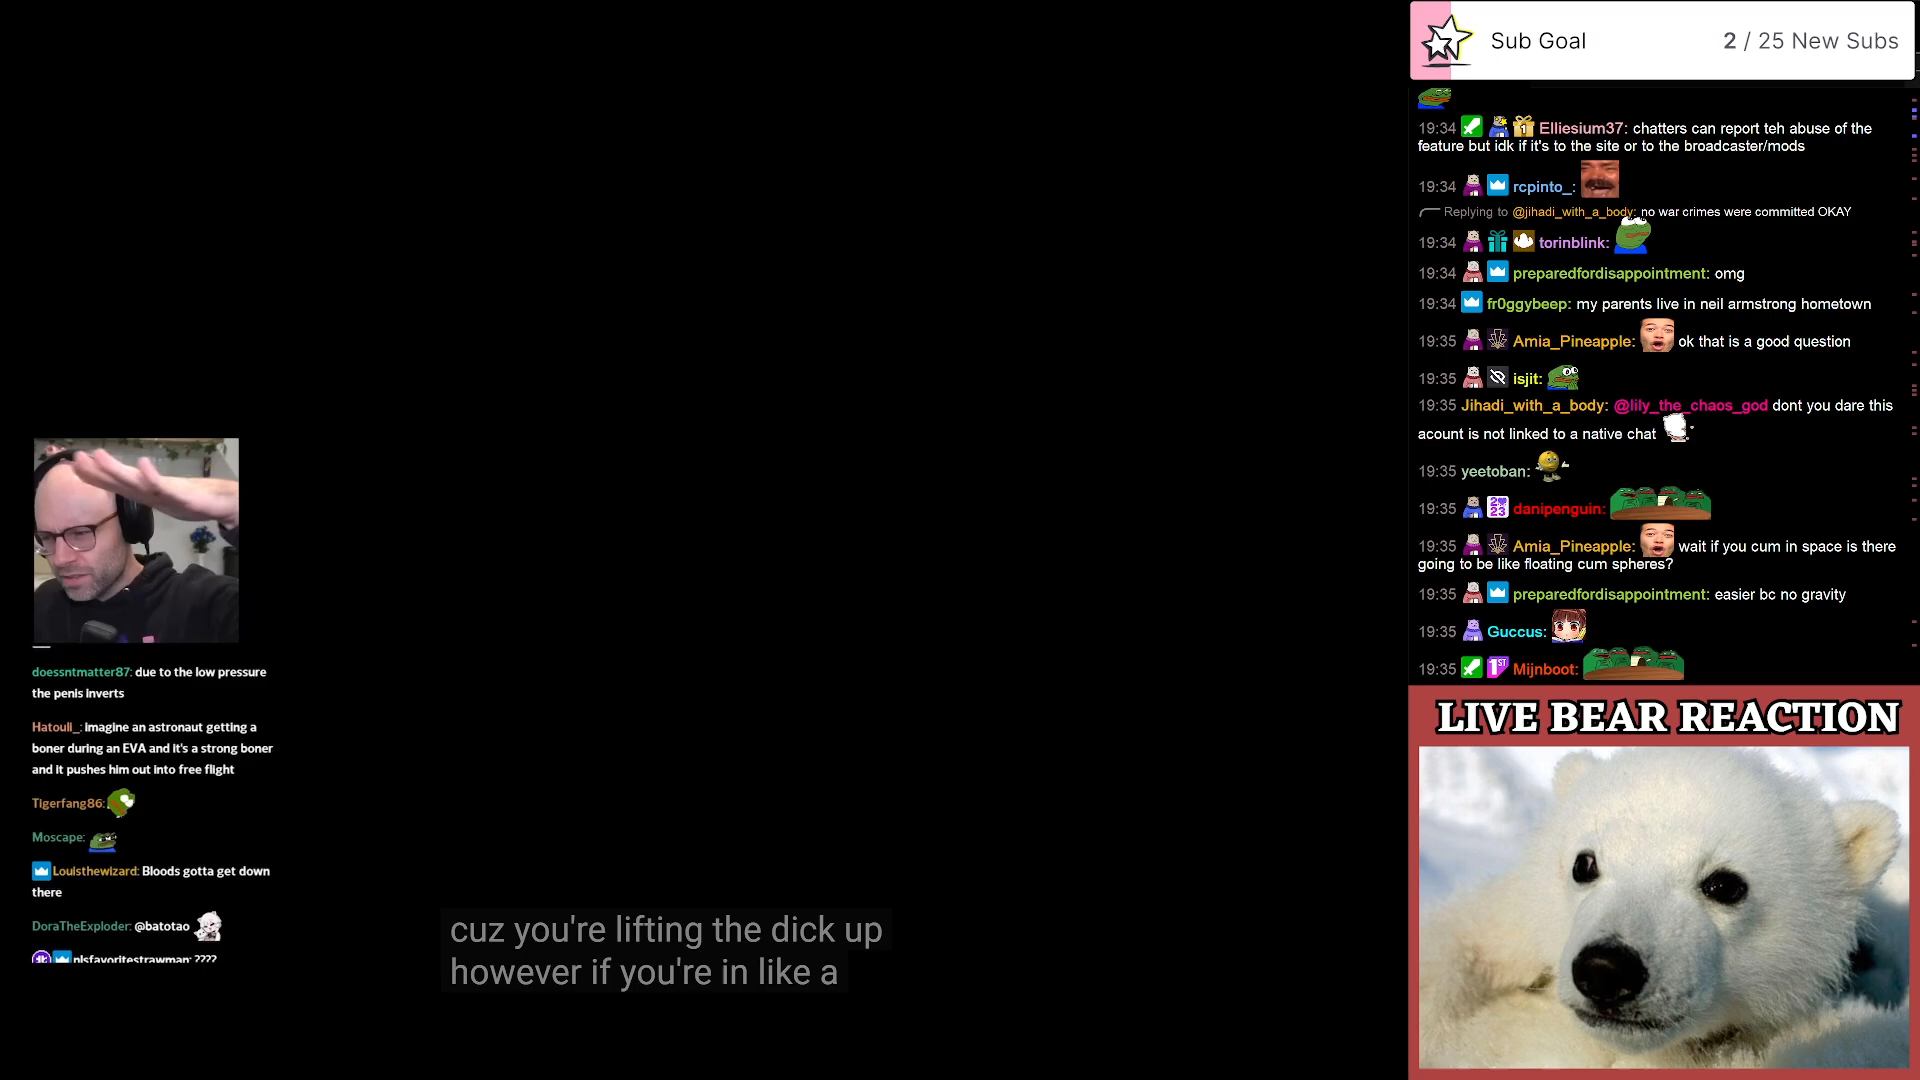 Sub Goal
2 / 25 New Subs
19:34 Elliesium37: chatters can report teh abuse of the
feature but idk if it's to the site or to the broadcaster/mods
19:34 rcpinto_:
Replying to @jihadi_with_a_body: no war crimes were committed OKAY
19:34 torinblink:
19:34 preparedfordisappointment: omg
19:34 fr0ggybeep: my parents live in neil armstrong hometown
19:35 Amia_Pineapple: ok that is a good question
19:35 isjit:
19:35 Jihadi_with_a_body: @lily_the_chaos_god dont you dare this
acount is not linked to a native chat
19:35 yeetoban:
19:35 danipenguin:
19:35 Amia_Pineapple: wait if you cum in space is there
going to be like floating cum spheres?
19:35 preparedfordisappointment: easier bc no gravity
19:35 Guccus:
19:35 Mijnboot:
LIVE BEAR REACTION
doessntmatter87: due to the low pressure
the penis inverts
Hatoull_: imagine an astronaut getting a
boner during an EVA and it's a strong boner
and it pushes him out into free flight
Tigerfang86:
Moscape:
Louisthewizard: Bloods gotta get down
there
DoraTheExploder: @batotao
plsfavoritestrawman: ????
cuz you're lifting the dick up
however if you're in like a